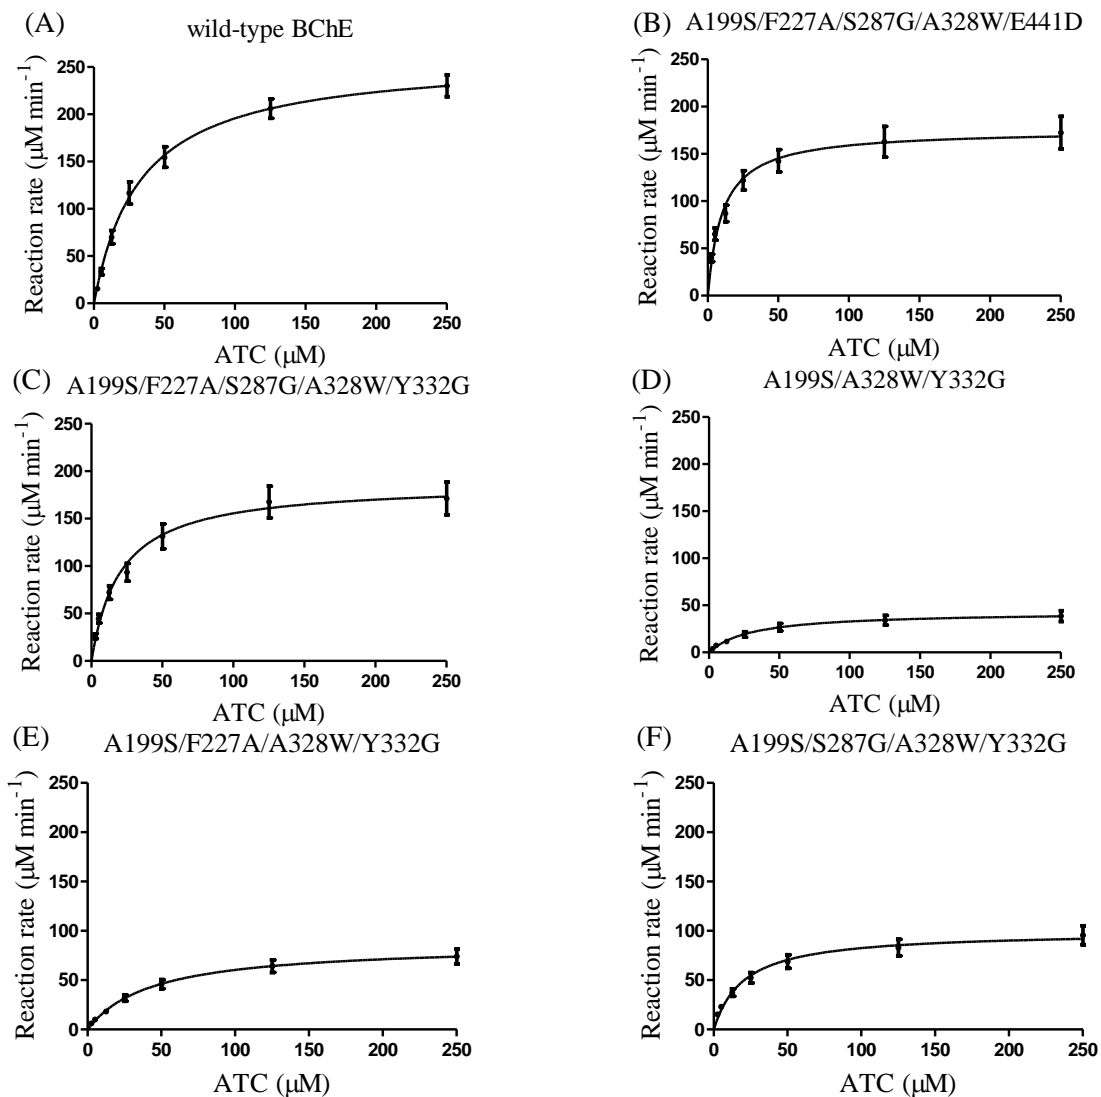 (A)
wild-type BChE
250
200
150
100
50
0
0 50 100 150 200 250
Reaction rate (μM min⁻¹)
ATC (μM)
(B)
A199S/F227A/S287G/A328W/E441D
250
200
150
100
50
0
0 50 100 150 200 250
Reaction rate (μM min⁻¹)
ATC (μM)
(C)
A199S/F227A/S287G/A328W/Y332G
250
200
150
100
50
0
0 50 100 150 200 250
Reaction rate (μM min⁻¹)
ATC (μM)
(D)
A199S/A328W/Y332G
250
200
150
100
50
0
0 50 100 150 200 250
Reaction rate (μM min⁻¹)
ATC (μM)
(E)
A199S/F227A/A328W/Y332G
250
200
150
100
50
0
0 50 100 150 200 250
Reaction rate (μM min⁻¹)
ATC (μM)
(F)
A199S/S287G/A328W/Y332G
250
200
150
100
50
0
0 50 100 150 200 250
Reaction rate (μM min⁻¹)
ATC (μM)